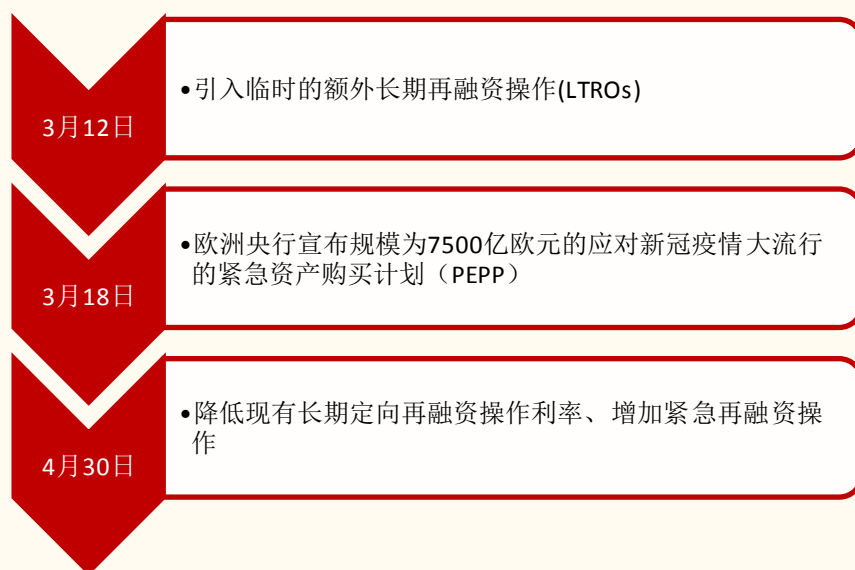 3月12日
•引入临时的额外长期再融资操作(LTROs)
3月18日
•欧洲央行宣布规模为7500亿欧元的应对新冠疫情大流行
的紧急资产购买计划（PEPP）
4月30日
•降低现有长期定向再融资操作利率、增加紧急再融资操
作